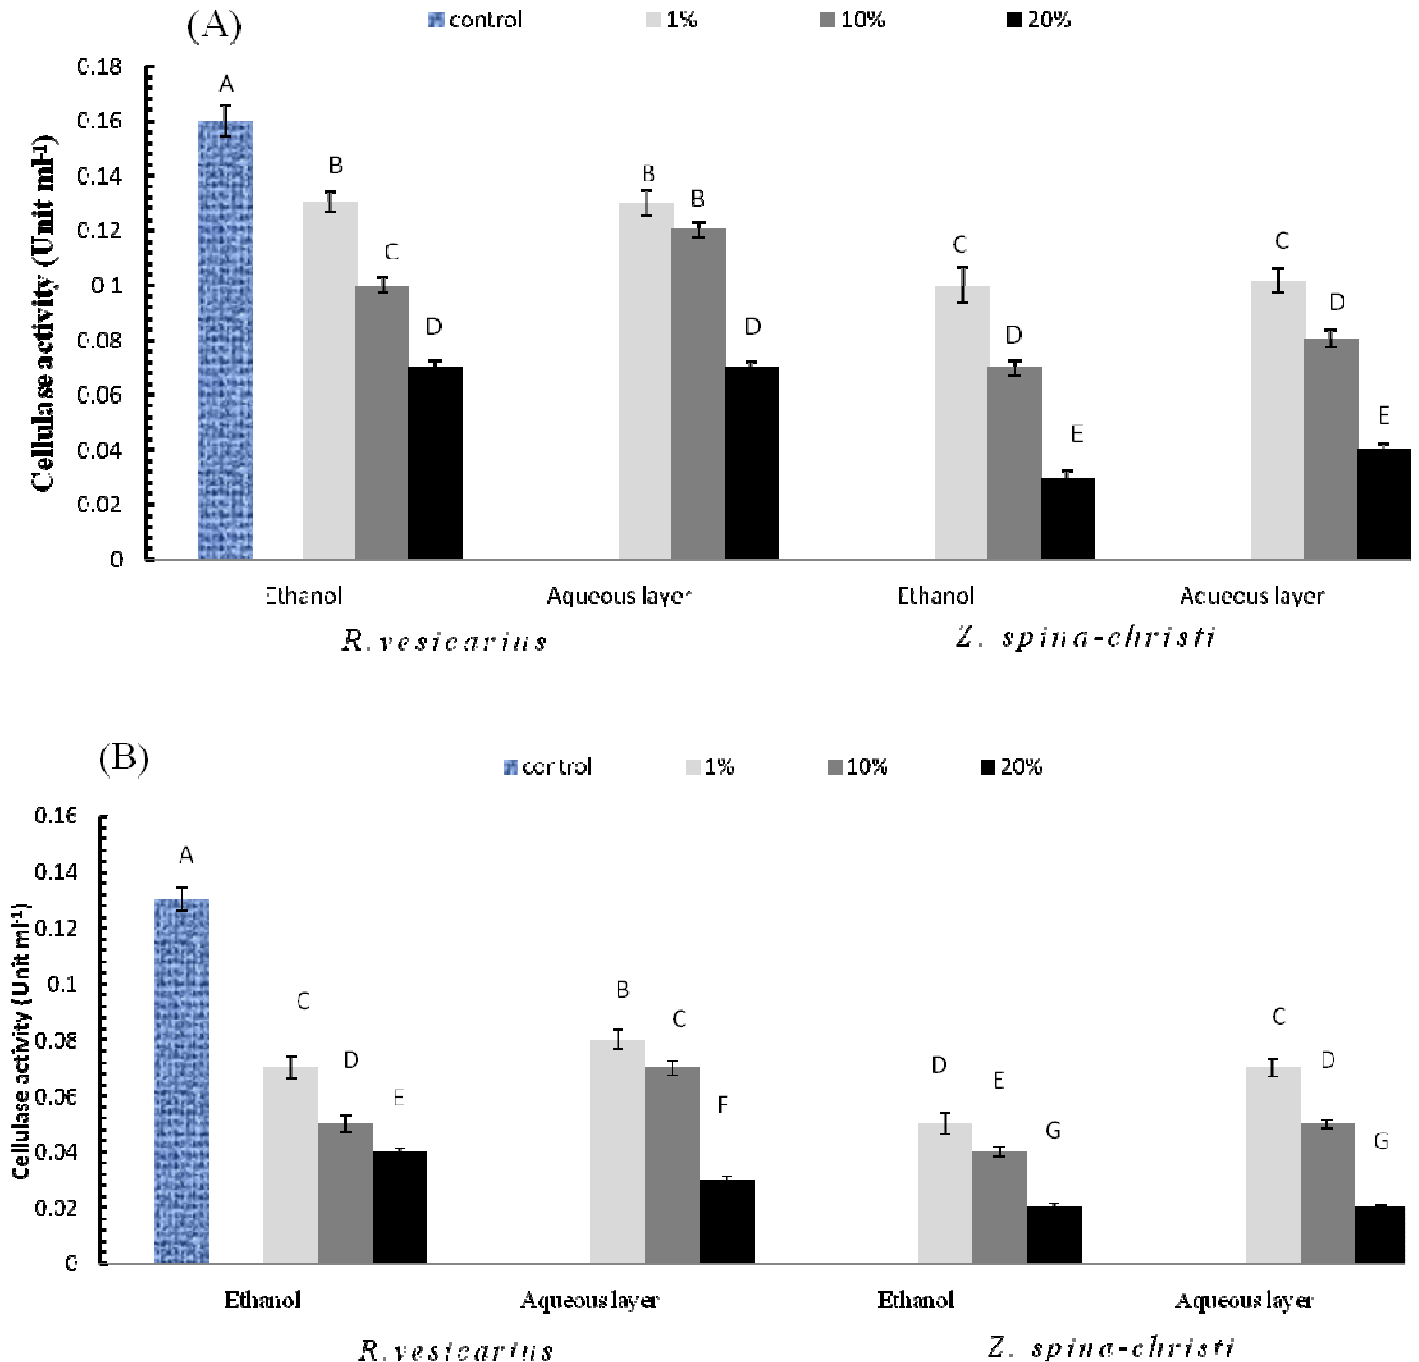 (A)
control 1% 10% 20%
Cellulase activity (Unit ml-1)
0.18
0.16
0.14
0.12
0.1
0.08
0.06
0.04
0.02
0
A
B
C
D
B
B
D
C
D
E
C
D
E
Ethanol Aqueous layer Ethanol Aqueous layer
R.vesicarius Z. spina-christi
(B)
control 1% 10% 20%
Cellulase activity (Unit ml-1)
0.16
0.14
0.12
0.1
0.08
0.06
0.04
0.02
0
A
C
D
E
B
C
F
D
E
G
C
D
G
Ethanol Aqueous layer Ethanol Aqueous layer
R.vesicarius Z. spina-christi